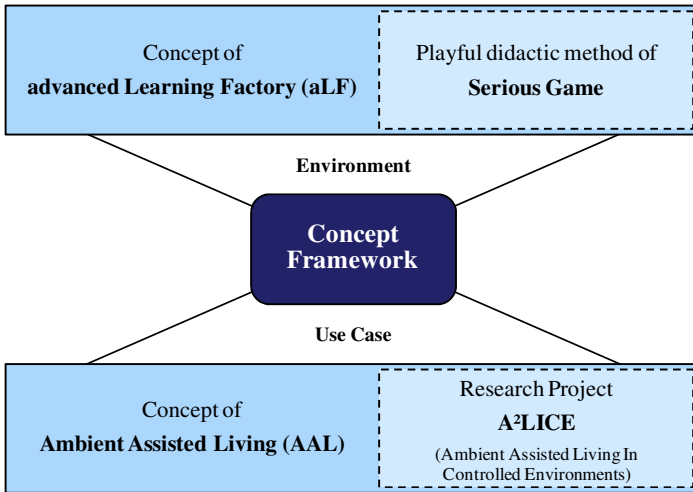 Concept of
advanced Learning Factory (aLF)
Playful didactic method of
Serious Game
Environment
Concept
Framework
Use Case
Concept of
Ambient Assisted Living (AAL)
Research Project
A²LICE
(Ambient Assisted Living In
Controlled Environments)